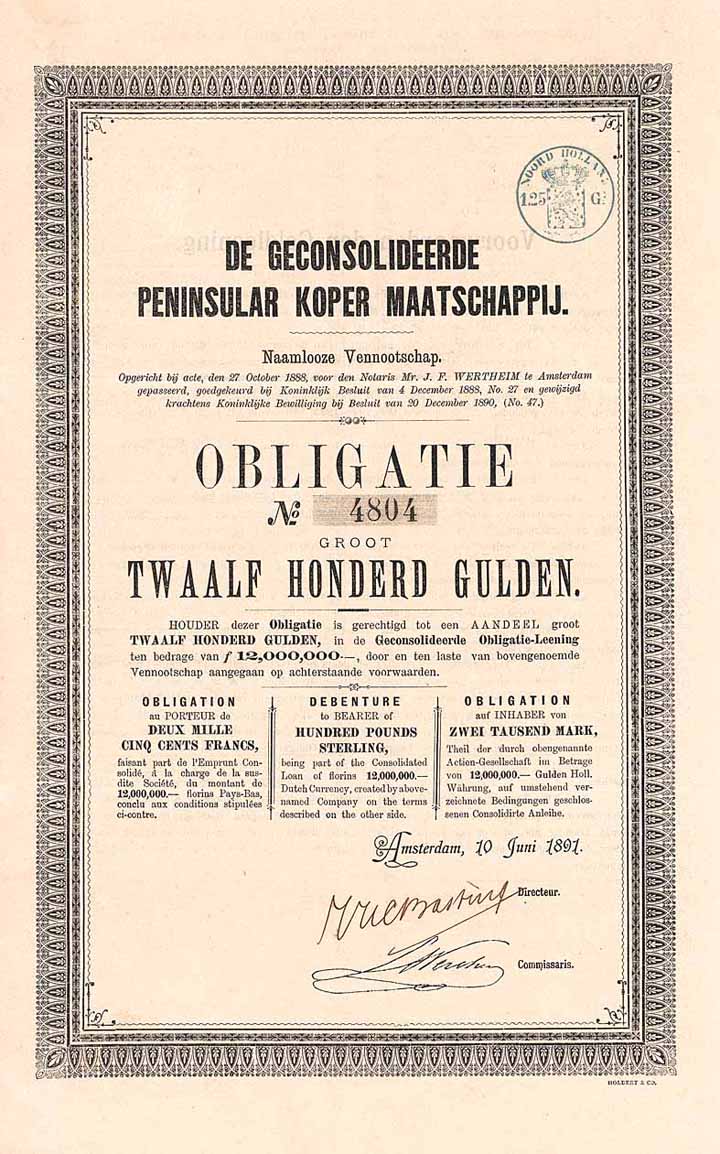 NOORD HOLLAND
1.25 G.
DE GECONSOLIDEERDE
PENINSULAR KOPER MAATSCHAPPIJ.
Naamlooze Vennootschap.
Opgericht bij acte, den 27 October 1888, voor den Notaris Mr. J. F. WERTHEIM te Amsterdam
gepasseerd, goedgekeurd bij Koninklijk Besluit van 4 December 1888, No. 27 en gewijzigd
krachtens Koninklijke Bewilliging bij Besluit van 20 December 1890, (No. 47.)
OBLIGATIE
No 4804
GROOT
TWAALF HONDERD GULDEN.
HOUDER dezer Obligatie is gerechtigd tot een AANDEEL groot
TWAALF HONDERD GULDEN, in de Geconsolideerde Obligatie-Leening
ten bedrage van f 12,000,000.—, door en ten laste van bovengenoemde
Vennootschap aangegaan op achterstaande voorwaarden.
OBLIGATION
au PORTEUR de
DEUX MILLE
CINQ CENTS FRANCS,
faisant part de l'Emprunt Con-
solidé, à la charge de la sus-
dite Société, du montant de
12,000,000.— florins Pays-Bas,
conclu aux conditions stipulées
ci-contre.
DEBENTURE
to BEARER of
HUNDRED POUNDS
STERLING,
being part of the Consolidated
Loan of florins 12,000,000.—
Dutch Currency, created by above-
named Company on the terms
described on the other side.
OBLIGATION
auf INHABER von
ZWEI TAUSEND MARK,
Theil der durch obengenannte
Action-Gesellschaft im Betrage
von 12,000,000.— Gulden Holl.
Währung, auf umstehend ver-
zeichnete Bedingungen geschlos-
senen Consolidirte Anleihe.
Amsterdam, 10 Juni 1891.
Directeur.
Commissaris.
HOLDERT & CO.